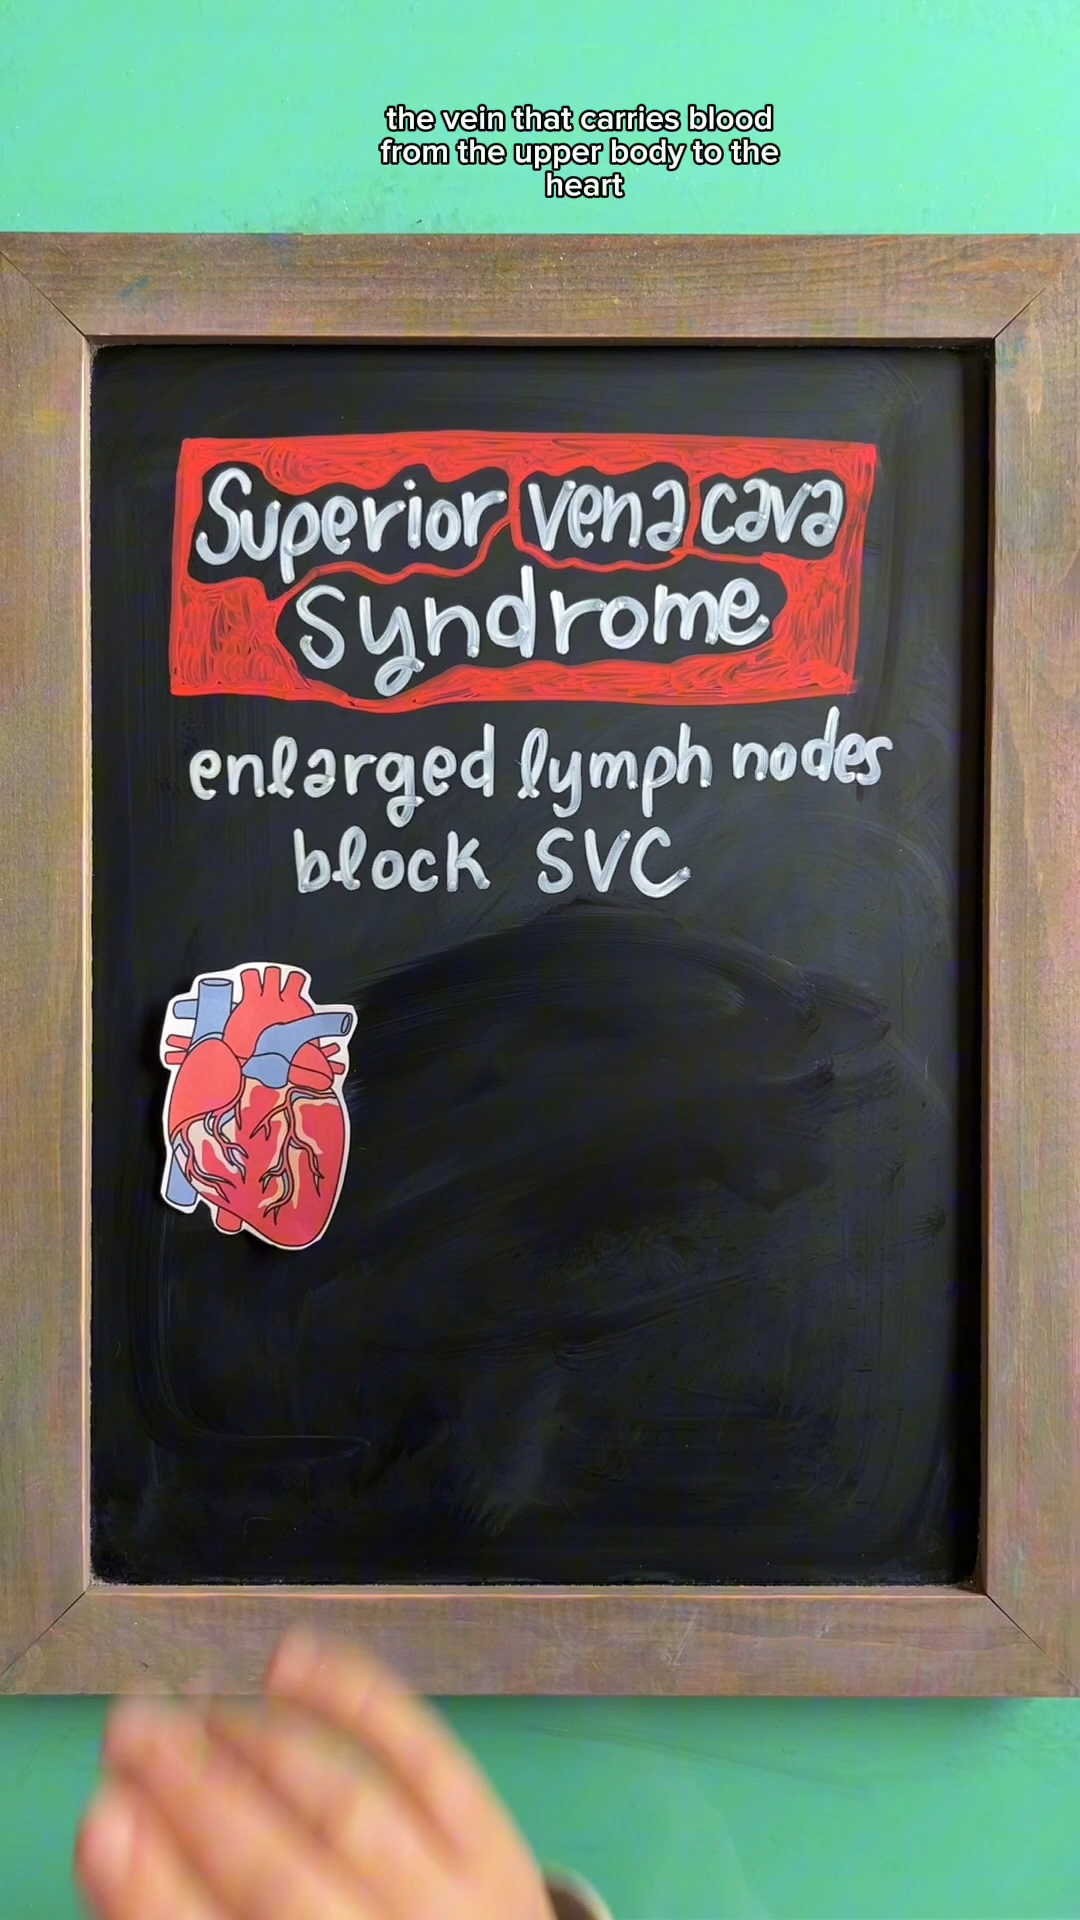 the vein that carries blood
from the upper body to the
heart
Superior vena cava
Syndrome
enlarged lymph nodes
block SVC